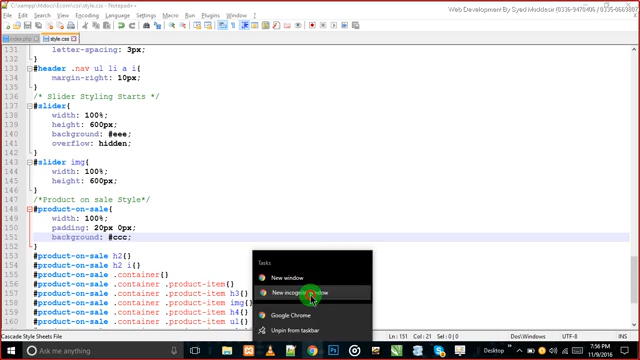 C:\xampp\htdocs\Ecom\css\style.css - Notepad++
Web Development By Syed Moddasir
File Edit Search View Encoding Language Settings Macro Run Plugins Window ?
index.php style.css
131 letter-spacing: 3px;
132 }
133 #header .nav ul li a i{
134 margin-right: 10px;
135 }
136 /* Slider Styling Starts */
137 #slider{
138 width: 100%;
139 height: 600px;
140 background: #eee;
141 overflow: hidden;
142 }
143 #slider img{
144 width: 100%;
145 height: 600px;
146 }
147 /*Product on sale Style*/
148 #product-on-sale{
149 width: 100%;
150 padding: 20px 0px;
151 background: #ccc;
152 }
153 #product-on-sale h2{}
154 #product-on-sale h2 i{}
155 #product-on-sale .container{}
156 #product-on-sale .container .product-item{}
157 #product-on-sale .container .product-item h3{}
158 #product-on-sale .container .product-item img{}
159 #product-on-sale .container .product-item h4{}
160 #product-on-sale .container .product-item ul{}
Tasks
New window
New incognito window
Google Chrome
Unpin from taskbar
Cascade Style Sheets File
Ln : 151 Col : 21 Sel : 0 | 0
Dos\Windows
UTF-8
INS
Ask me anything
Desktop
7:56 PM
11/9/2016